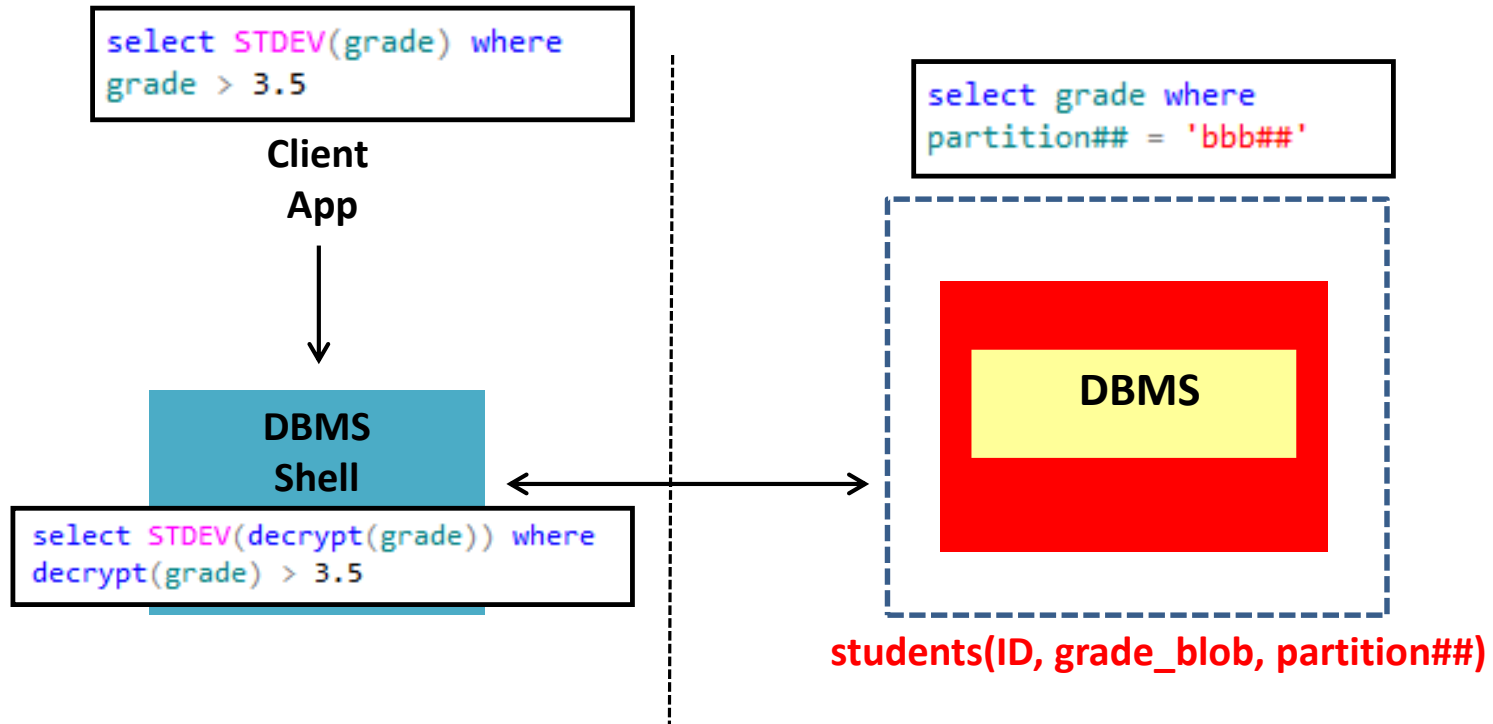 select STDEV(grade) where
grade > 3.5
Client
App
DBMS
Shell
select STDEV(decrypt(grade)) where
decrypt(grade) > 3.5
select grade where
partition## = 'bbb##'
DBMS
students(ID, grade_blob, partition##)